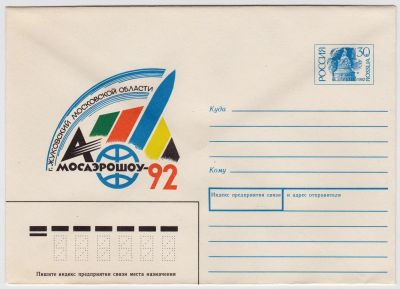 г. ЖУКОВСКИЙ МОСКОВСКОЙ ОБЛАСТИ
МОСАЭРОШОУ-92
РОССИЯ
30
ROSSIJA
Куда
Кому
Индекс предприятия связи и адрес отправителя
Пишите индекс предприятия связи места назначения